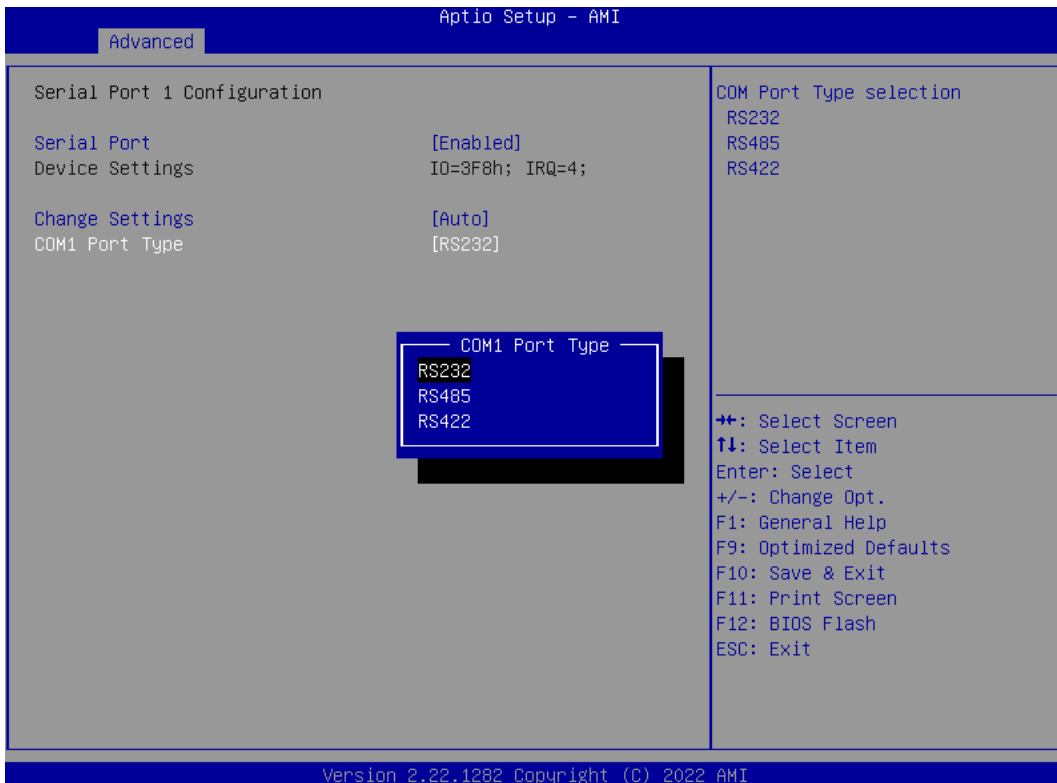 Aptio Setup - AMI
Advanced
Serial Port 1 Configuration
Serial Port [Enabled]
Device Settings IO=3F8h; IRQ=4;
Change Settings [Auto]
COM1 Port Type [RS232]
COM1 Port Type
RS232
RS485
RS422
COM Port Type selection
RS232
RS485
RS422
→←: Select Screen
↑↓: Select Item
Enter: Select
+/-: Change Opt.
F1: General Help
F9: Optimized Defaults
F10: Save & Exit
F11: Print Screen
F12: BIOS Flash
ESC: Exit
Version 2.22.1282 Copyright (C) 2022 AMI